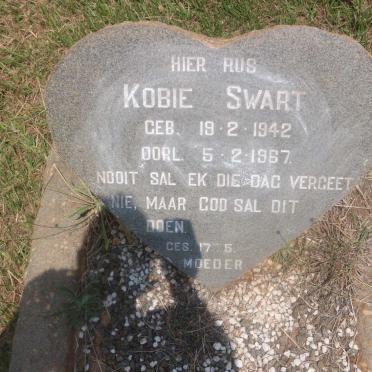 HIER RUS
KOBIE SWART
GEB. 19·2·1942
OORL. 5·2·1967.
NOOIT SAL EK DIE DAG VERGEET
NIE, MAAR GOD SAL DIT
DOEN.
GES. 17 5.
MOEDER